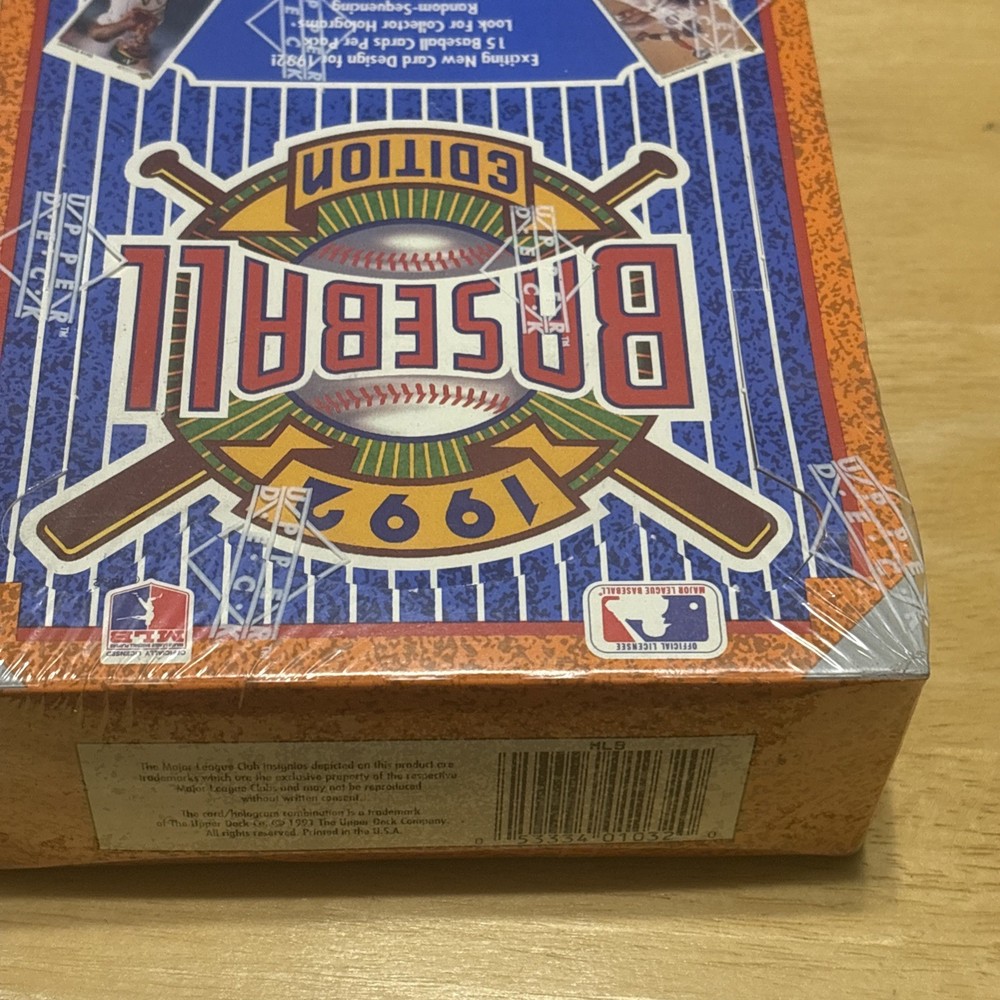 Exciting New Card Design for 1992!
15 Baseball Cards Per Pack
Look For Collector Holograms
Random-Sequencing
1992
BASEBALL
EDITION
UPPER
DECK
UPPER
DECK
UPPER
DECK
UPPER
DECK
UPPER
DECK
OFFICIAL LICENSEE
MAJOR LEAGUE BASEBALL
OFFICIALLY LICENSED
MLB
The Major League Club insignias depicted on this product are
trademarks which are the exclusive property of the respective
Major League Clubs and may not be reproduced
without written consent.
The card/hologram combination is a trademark
of The Upper Deck Co. © 1991 The Upper Deck Company.
All rights reserved. Printed in the U.S.A.
HLS
0 53334 01032 0